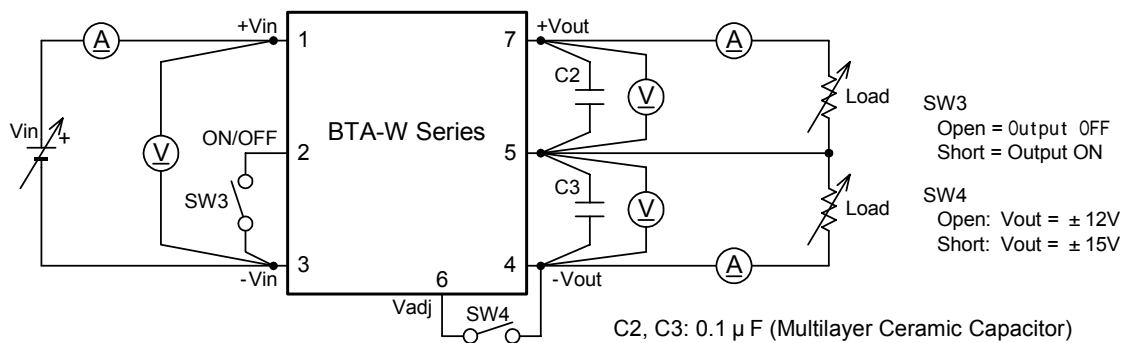 +Vin
+Vout
A
1
7
A
C2
V
Load
Vin
+
V
ON/OFF
2
BTA-W Series
5
SW3
Open = 0utput 0FF
Short = Output ON
SW3
C3
V
Load
SW4
Open: Vout = ± 12V
Short: Vout = ± 15V
3
4
A
-Vin
6
-Vout
Vadj
SW4
C2, C3: 0.1 μ F (Multilayer Ceramic Capacitor)